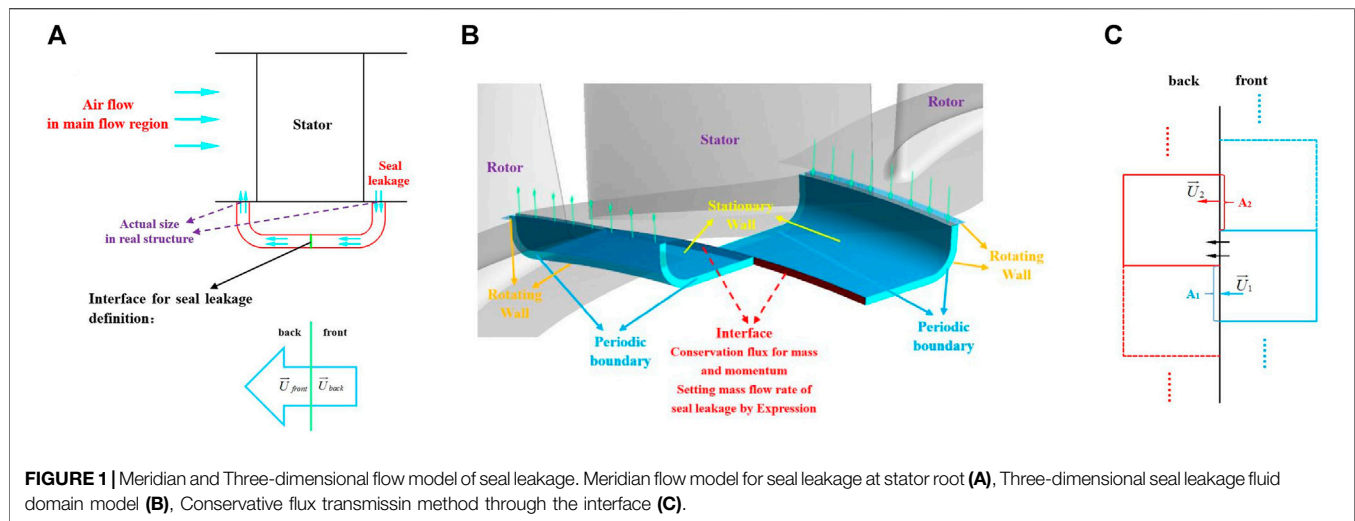 A
Air flow
in main flow region
Stator
Seal
leakage
Actual size
in real structure
Interface for seal leakage
definition:
back front
U⃗ front U⃗ back
B
Rotor
Stator
Rotor
Stationary
Wall
Rotating
Wall
Rotating
Wall
Periodic
boundary
Periodic
boundary
Interface
Conservation flux for mass
and momentum
Setting mass flow rate of
seal leakage by Expression
C
back front
U⃗2
A2
U⃗1
A1
FIGURE 1 | Meridian and Three-dimensional flow model of seal leakage. Meridian flow model for seal leakage at stator root (A), Three-dimensional seal leakage fluid
domain model (B), Conservative flux transmissin method through the interface (C).